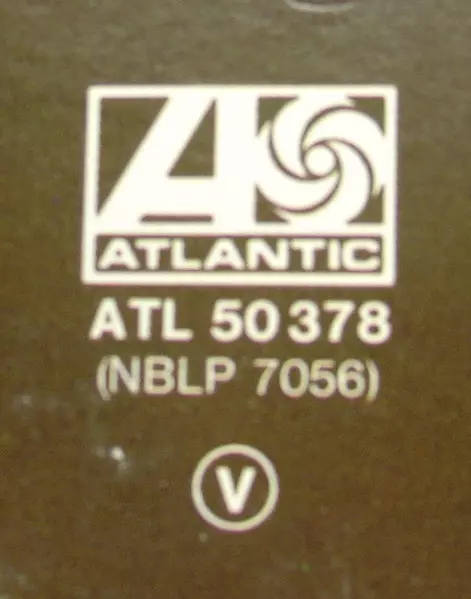 ATLANTIC
ATL 50 378
(NBLP 7056)
V